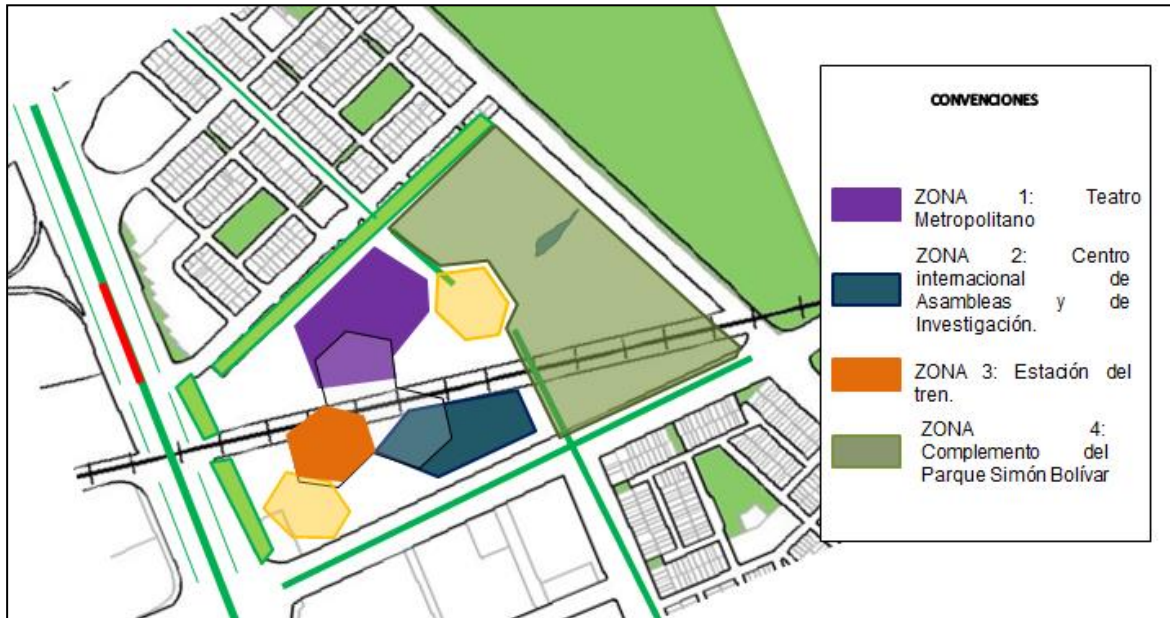 CONVENCIONES
ZONA 1: Teatro
Metropolitano
ZONA 2: Centro
internacional de
Asambleas y de
Investigación.
ZONA 3: Estación del
tren.
ZONA 4:
Complemento del
Parque Simón Bolívar